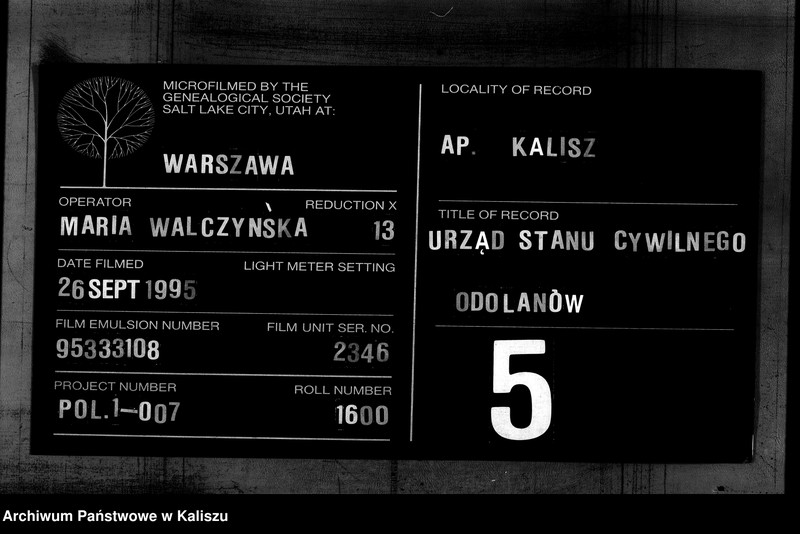 MICROFILMED BY THE
GENEALOGICAL SOCIETY
SALT LAKE CITY, UTAH AT:
WARSZAWA
OPERATOR REDUCTION X
MARIA WALCZYŃSKA 13
DATE FILMED LIGHT METER SETTING
26 SEPT 1995
FILM EMULSION NUMBER FILM UNIT SER. NO.
95333108 2346
PROJECT NUMBER ROLL NUMBER
POL.1-007 1600
LOCALITY OF RECORD
AP. KALISZ
TITLE OF RECORD
URZĄD STANU CYWILNEGO
ODOLANÓW
5
Archiwum Państwowe w Kaliszu